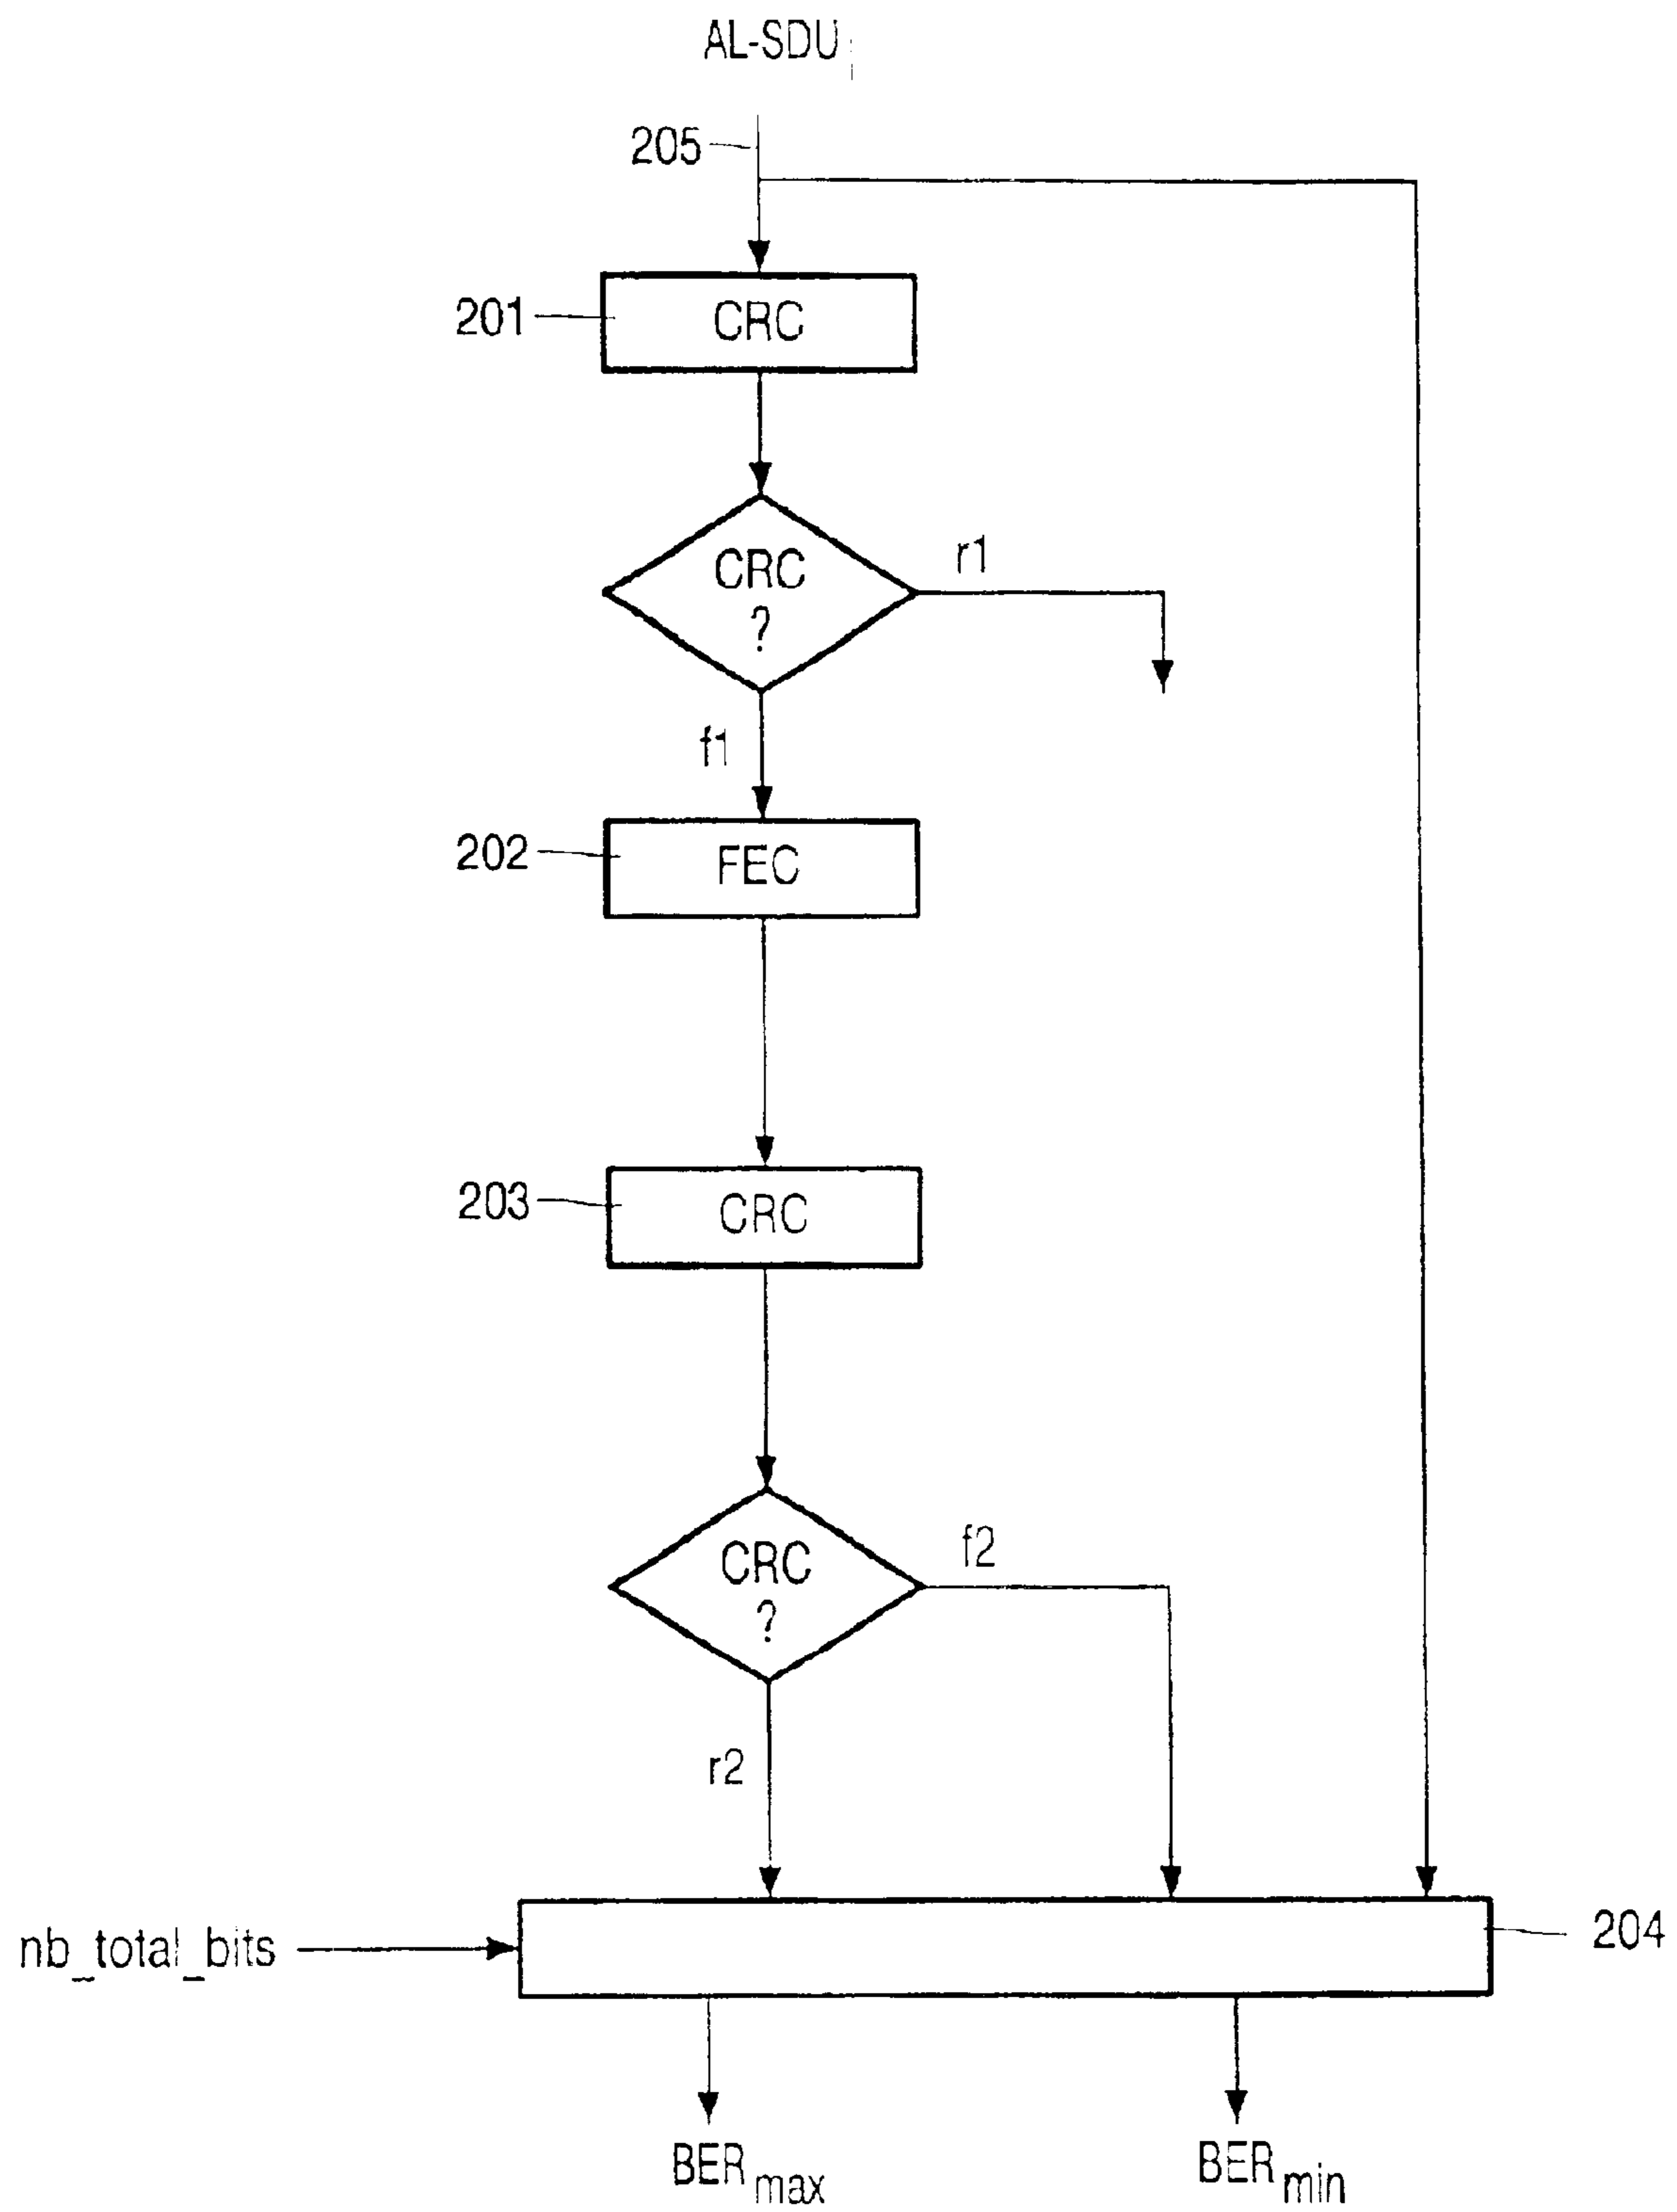 AL-SDU
205
201
CRC
CRC
?
r1
f1
202
FEC
203
CRC
CRC
?
f2
r2
nb_total_bits
204
BERmax
BERmin